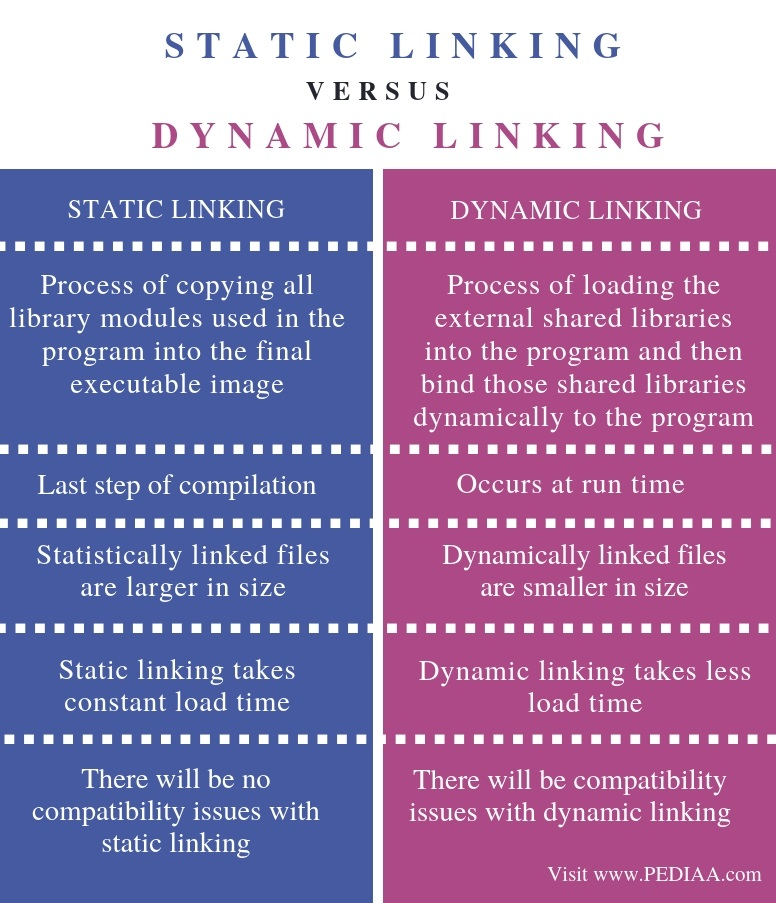 STATIC LINKING
VERSUS
DYNAMIC LINKING
STATIC LINKING
DYNAMIC LINKING
Process of copying all
library modules used in the
program into the final
executable image
Process of loading the
external shared libraries
into the program and then
bind those shared libraries
dynamically to the program
Last step of compilation
Occurs at run time
Statistically linked files
are larger in size
Dynamically linked files
are smaller in size
Static linking takes
constant load time
Dynamic linking takes less
load time
There will be no
compatibility issues with
static linking
There will be compatibility
issues with dynamic linking
Visit www.PEDIAA.com